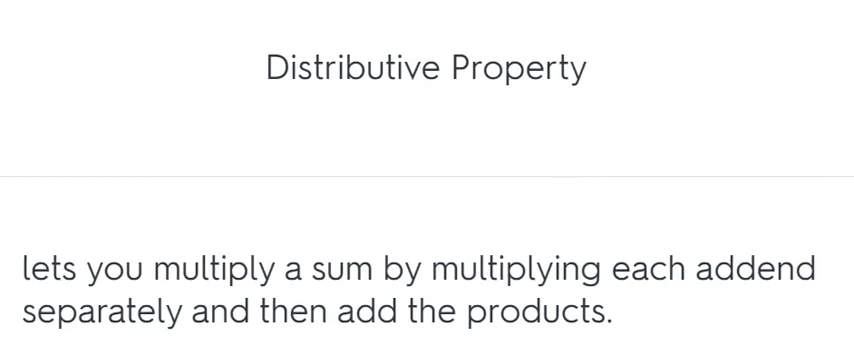 Distributive Property
lets you multiply a sum by multiplying each addend
separately and then add the products.